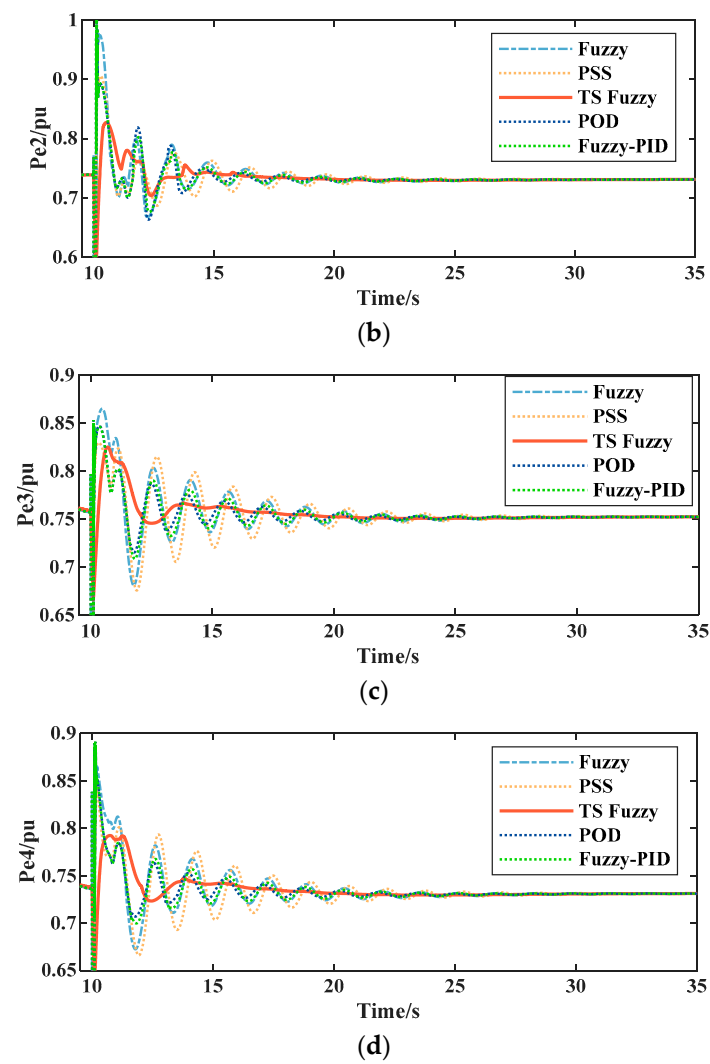 1
0.9
0.8
0.7
0.6
Pe2/pu
Fuzzy
PSS
TS Fuzzy
POD
Fuzzy-PID
10 15 20 25 30 35
Time/s
(b)
0.9
0.85
0.8
0.75
0.7
0.65
Pe3/pu
Fuzzy
PSS
TS Fuzzy
POD
Fuzzy-PID
10 15 20 25 30 35
Time/s
(c)
0.9
0.85
0.8
0.75
0.7
0.65
Pe4/pu
Fuzzy
PSS
TS Fuzzy
POD
Fuzzy-PID
10 15 20 25 30 35
Time/s
(d)